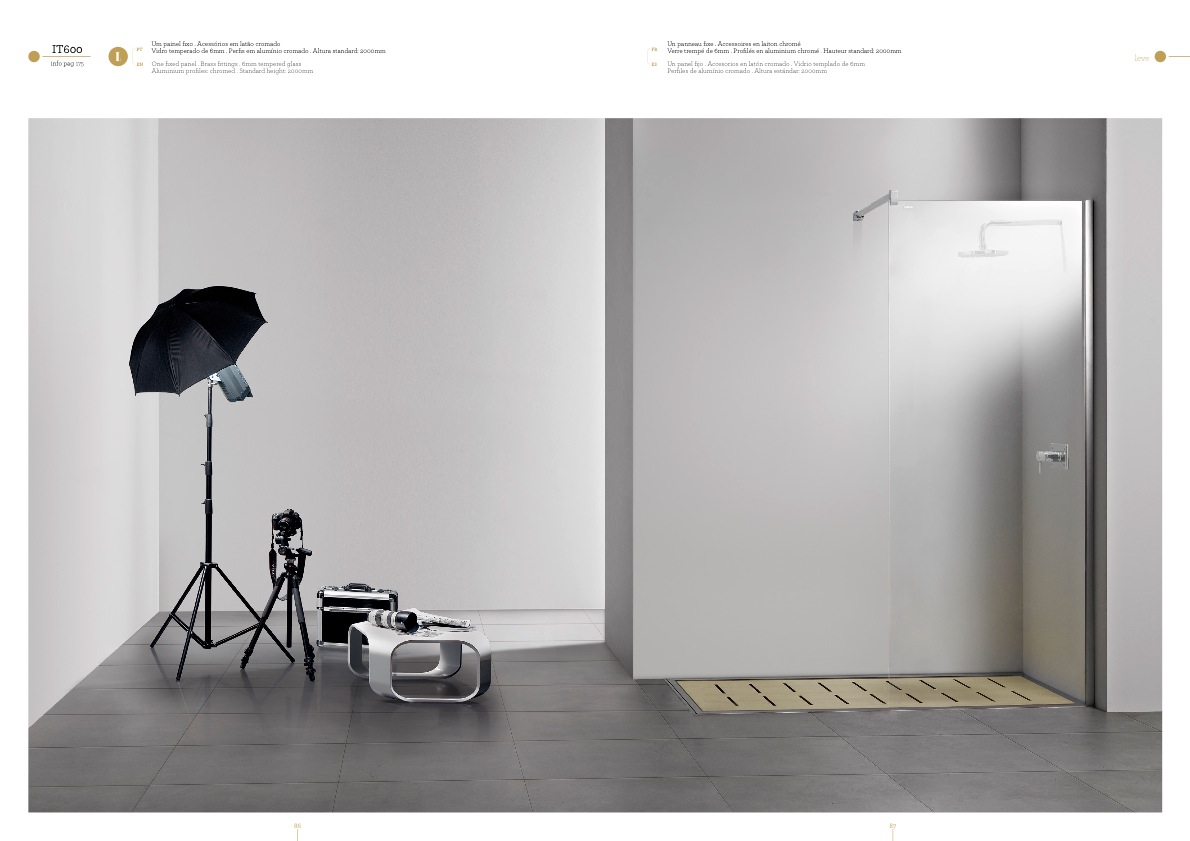 IT600
info pag 175
I
PT
Um painel fixo . Acessórios em latão cromado
Vidro temperado de 6mm . Perfis em alumínio cromado . Altura standard: 2000mm
EN
One fixed panel . Brass fittings . 6mm tempered glass
Alumimum profiles: chromed . Standard height: 2000mm
FR
Un panneau fixe . Accessoires en laiton chromé
Verre trempé de 6mm . Profilés en aluminium chromé . Hauteur standard: 2000mm
ES
Un panel fijo . Accesorios en latón cromado . Vidrio templado de 6mm
Perfiles de aluminio cromado . Altura estándar: 2000mm
86
87